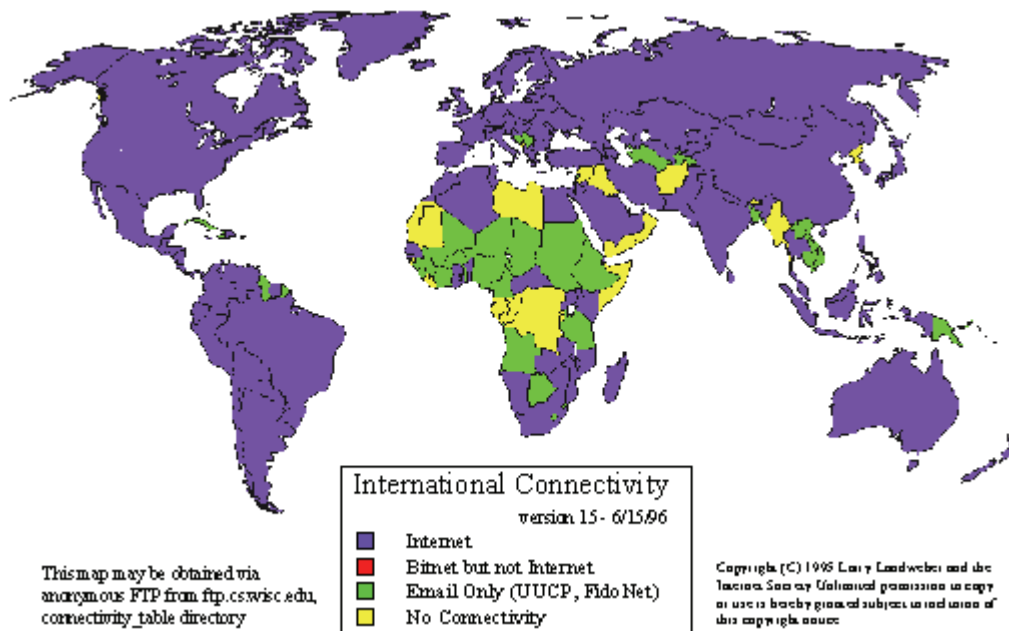 International Connectivity
version 15 - 6/15/96
Internet
Bitnet but not Internet
Email Only (UUCP, FidoNet)
No Connectivity
This map may be obtained via
anonymous FTP from ftp.cs.wisc.edu,
connectivity_table directory
Copyright (C) 1995 Larry Landweber and the
Internet Society. Unlimited permission to copy
or use is hereby granted subject to inclusion of
this copyright notice.